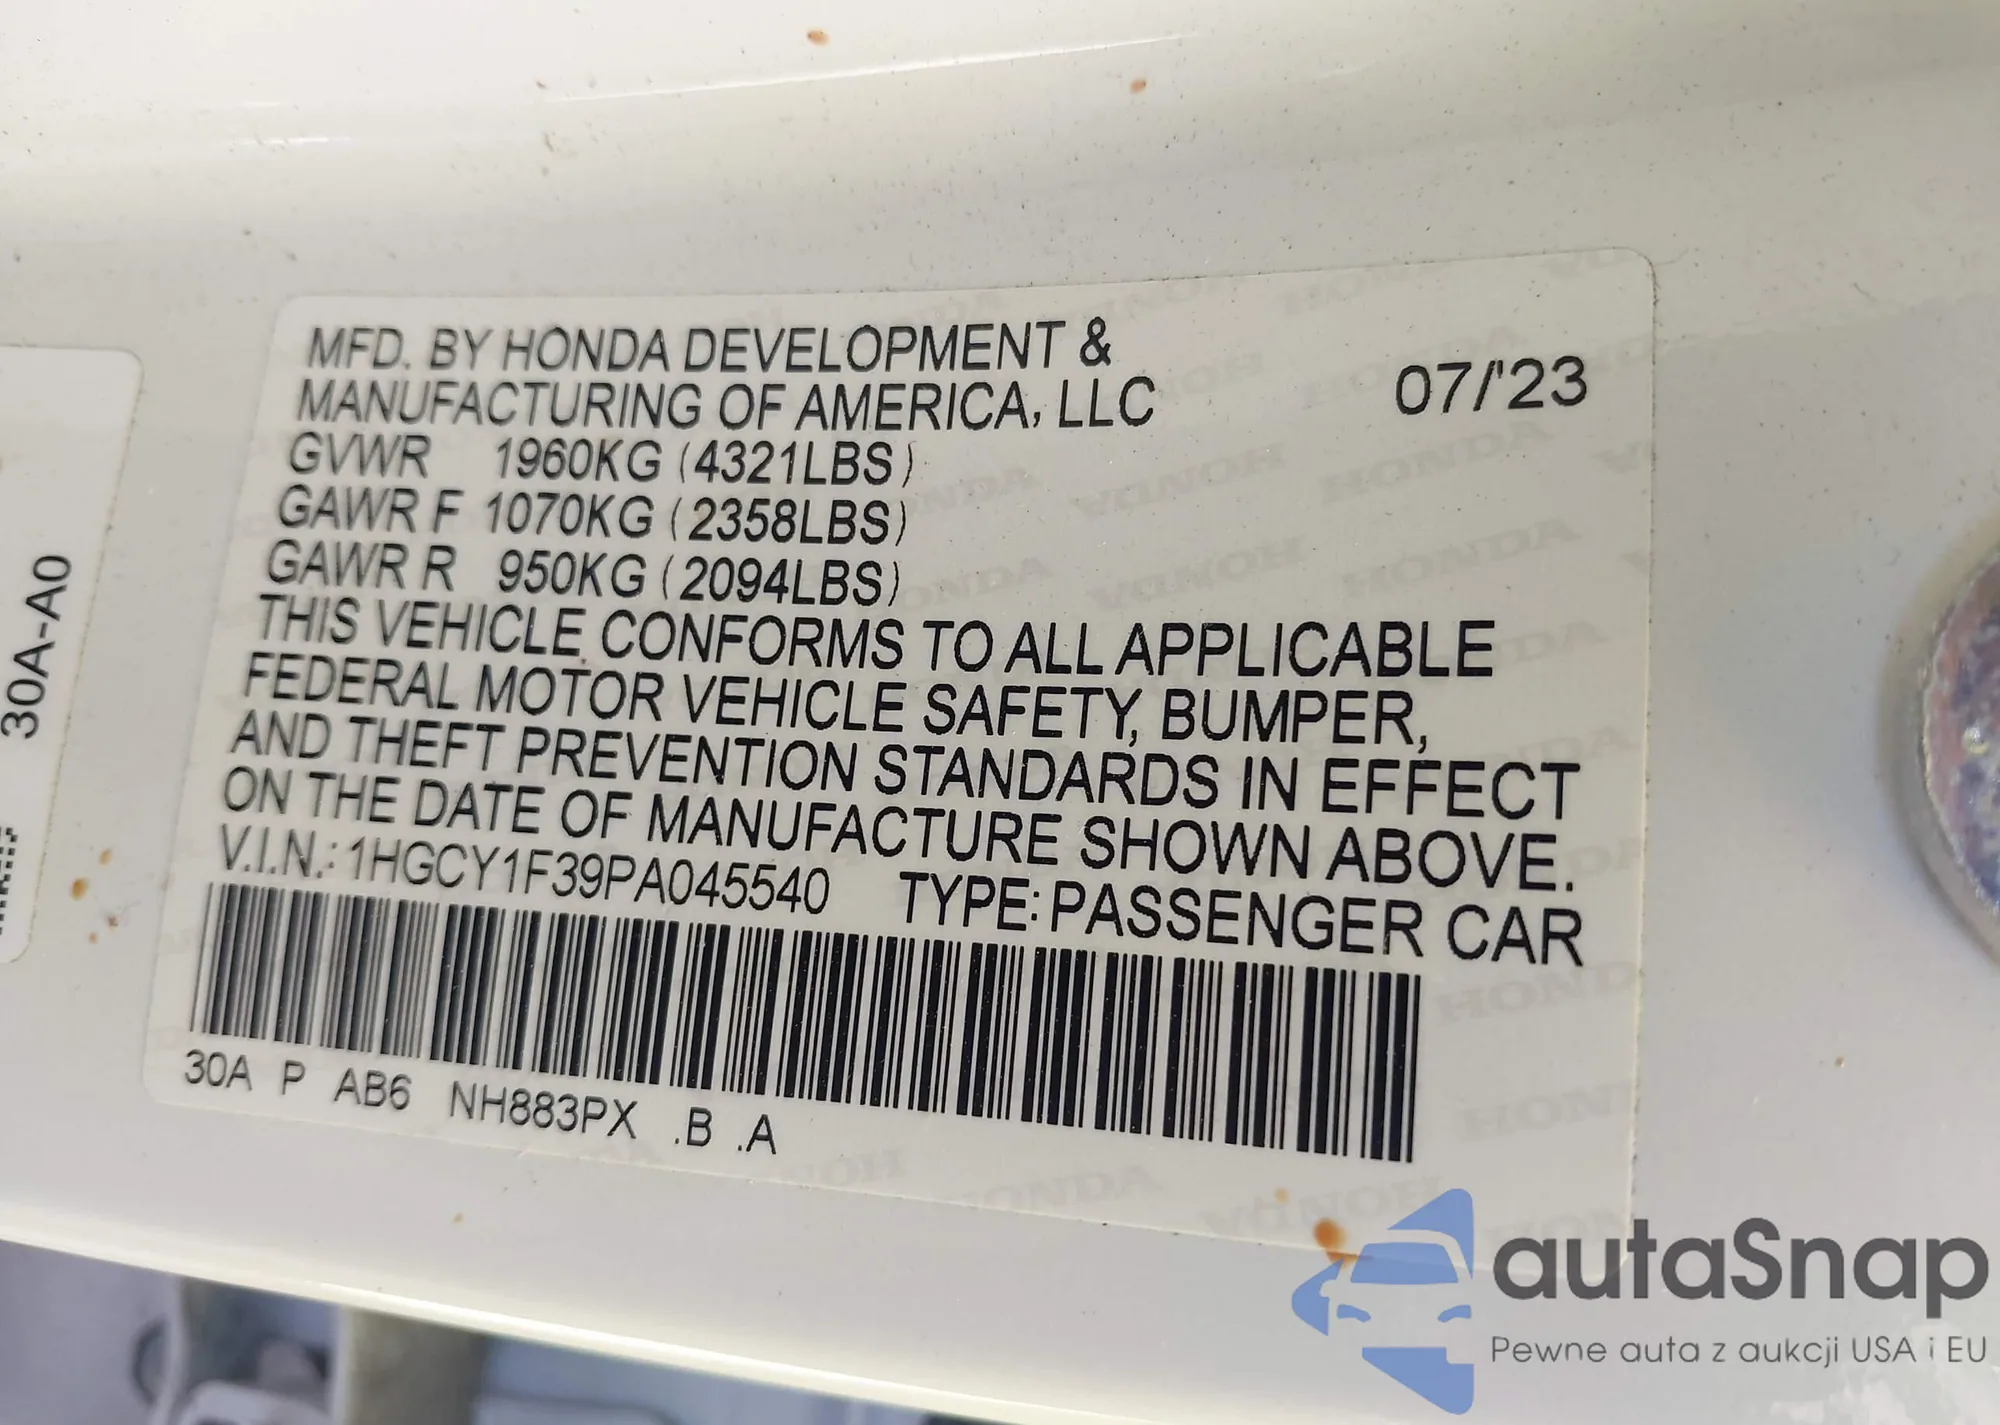 MFD. BY HONDA DEVELOPMENT &
MANUFACTURING OF AMERICA, LLC
07/'23
GVWR 1960KG (4321LBS)
GAWR F 1070KG (2358LBS)
GAWR R 950KG (2094LBS)
THIS VEHICLE CONFORMS TO ALL APPLICABLE
FEDERAL MOTOR VEHICLE SAFETY, BUMPER,
AND THEFT PREVENTION STANDARDS IN EFFECT
ON THE DATE OF MANUFACTURE SHOWN ABOVE.
V.I.N.: 1HGCY1F39PA045540 TYPE: PASSENGER CAR
30A P AB6 NH883PX .B .A
30A-A0
autaSnap
Pewne auta z aukcji USA i EU